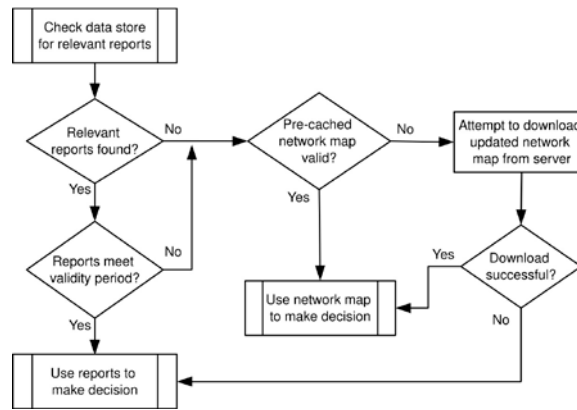 Check data store
for relevant reports
Relevant
reports found?
No
Yes
Pre-cached
network map
valid?
No
Yes
Attempt to download
updated network
map from server
Reports meet
validity period?
No
Yes
Download
successful?
Yes
No
Use network map
to make decision
Use reports to
make decision